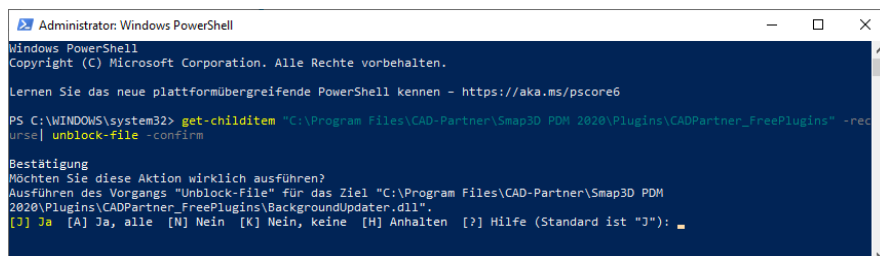 Administrator: Windows PowerShell
Windows PowerShell
Copyright (C) Microsoft Corporation. Alle Rechte vorbehalten.
Lernen Sie das neue plattformübergreifende PowerShell kennen – https://aka.ms/pscore6
PS C:\WINDOWS\system32> get-childitem "C:\Program Files\CAD-Partner\Smap3D PDM 2020\Plugins\CADPartner_FreePlugins" -rec
urse| unblock-file -confirm
Bestätigung
Möchten Sie diese Aktion wirklich ausführen?
Ausführen des Vorgangs "Unblock-File" für das Ziel "C:\Program Files\CAD-Partner\Smap3D PDM
2020\Plugins\CADPartner_FreePlugins\BackgroundUpdater.dll".
[J] Ja  [A] Ja, alle  [N] Nein  [K] Nein, keine  [H] Anhalten  [?] Hilfe (Standard ist "J"): _